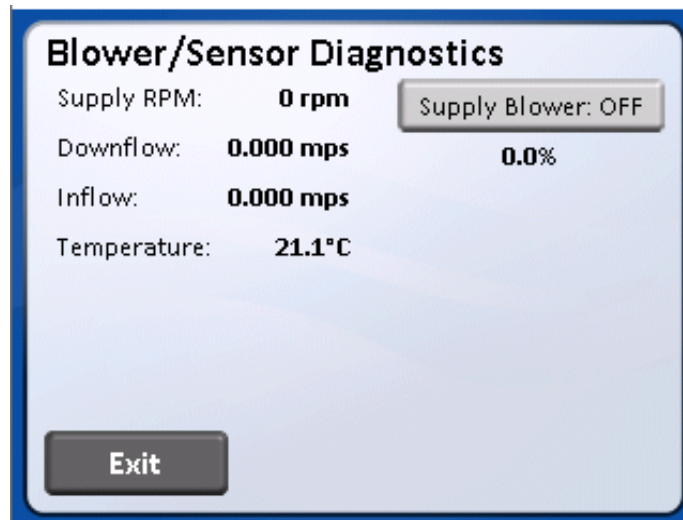 Blower/Sensor Diagnostics
Supply RPM: 0 rpm
Supply Blower: OFF
Downflow: 0.000 mps
0.0%
Inflow: 0.000 mps
Temperature: 21.1°C
Exit